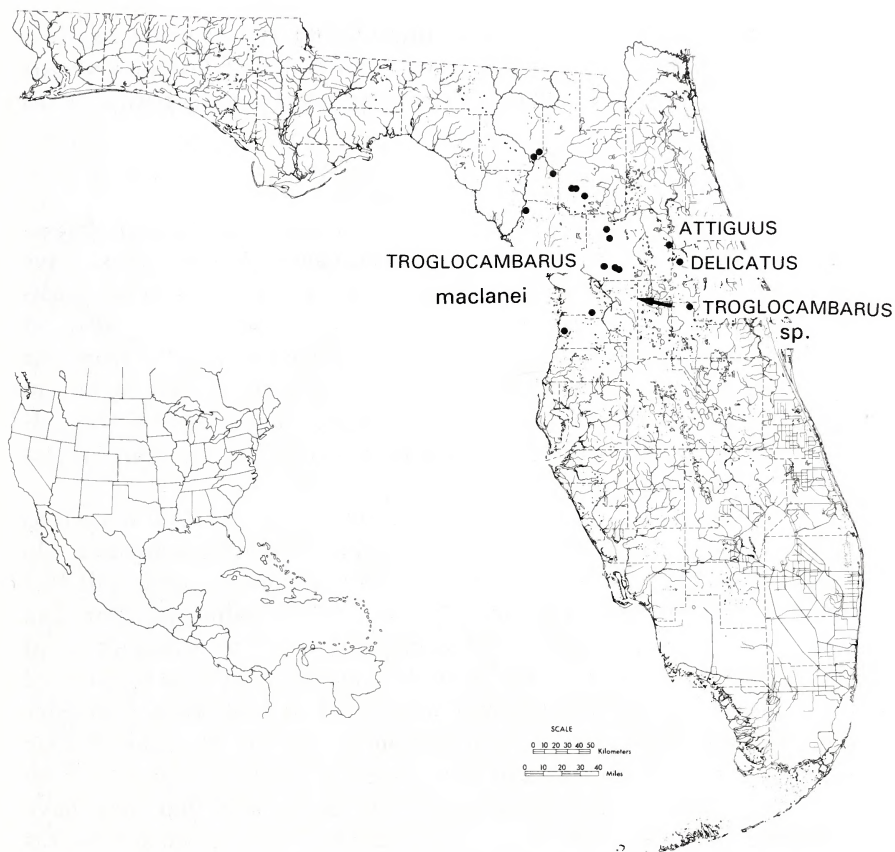 ATTIGUUS
DELICATUS
TROGLOCAMBARUS
maclanei
TROGLOCAMBARUS
sp.
SCALE
0 10 20 30 40 50 Kilometers
0 10 20 30 40 Miles